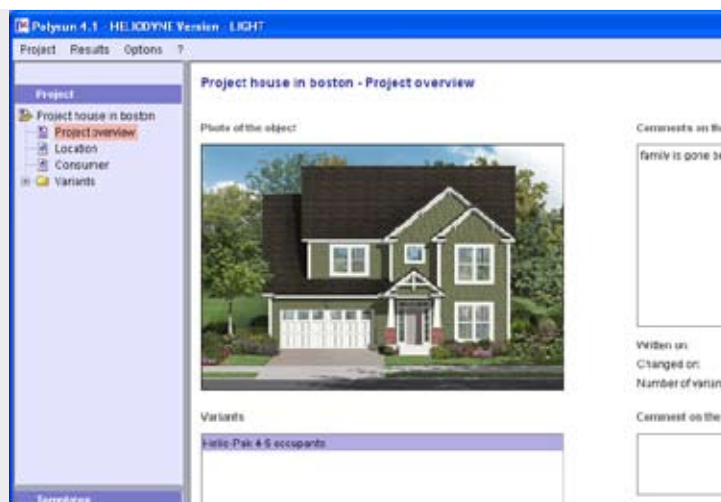 Polysun 4.1 - HELIODYNE Version - LIGHT
Project Results Options ?
Project
Project house in boston
Project overview
Location
Consumer
Variants
Templates
Project house in boston - Project overview
Photo of the object
Variants
Helio-Pak 4-5 occupants
Comments on the
family is gone be
Written on:
Changed on:
Number of varian
Comment on the